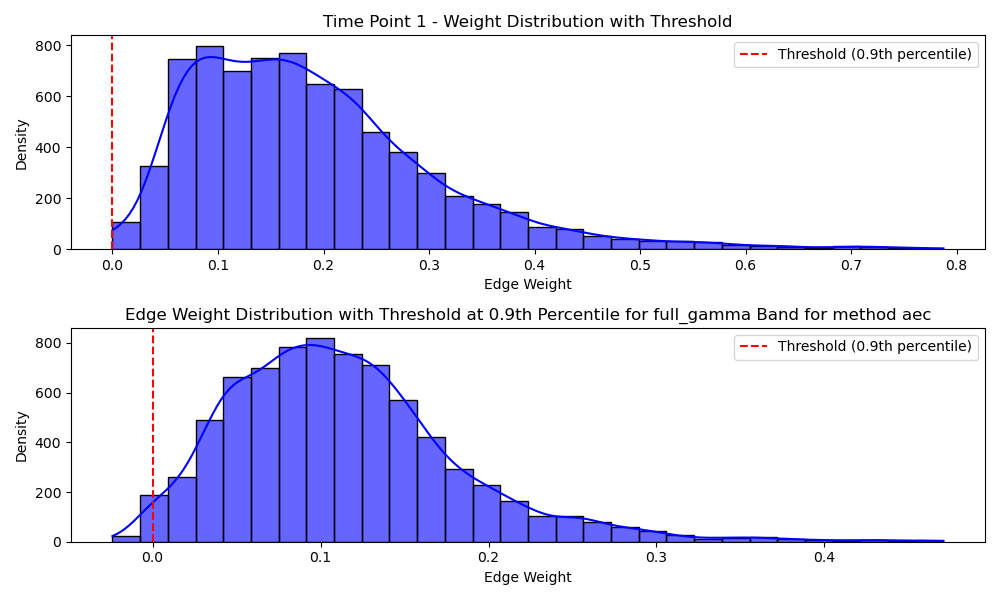 Time Point 1 - Weight Distribution with Threshold
Threshold (0.9th percentile)
Density
800
600
400
200
0
0.0 0.1 0.2 0.3 0.4 0.5 0.6 0.7 0.8
Edge Weight
Edge Weight Distribution with Threshold at 0.9th Percentile for full_gamma Band for method aec
Threshold (0.9th percentile)
Density
800
600
400
200
0
0.0 0.1 0.2 0.3 0.4
Edge Weight